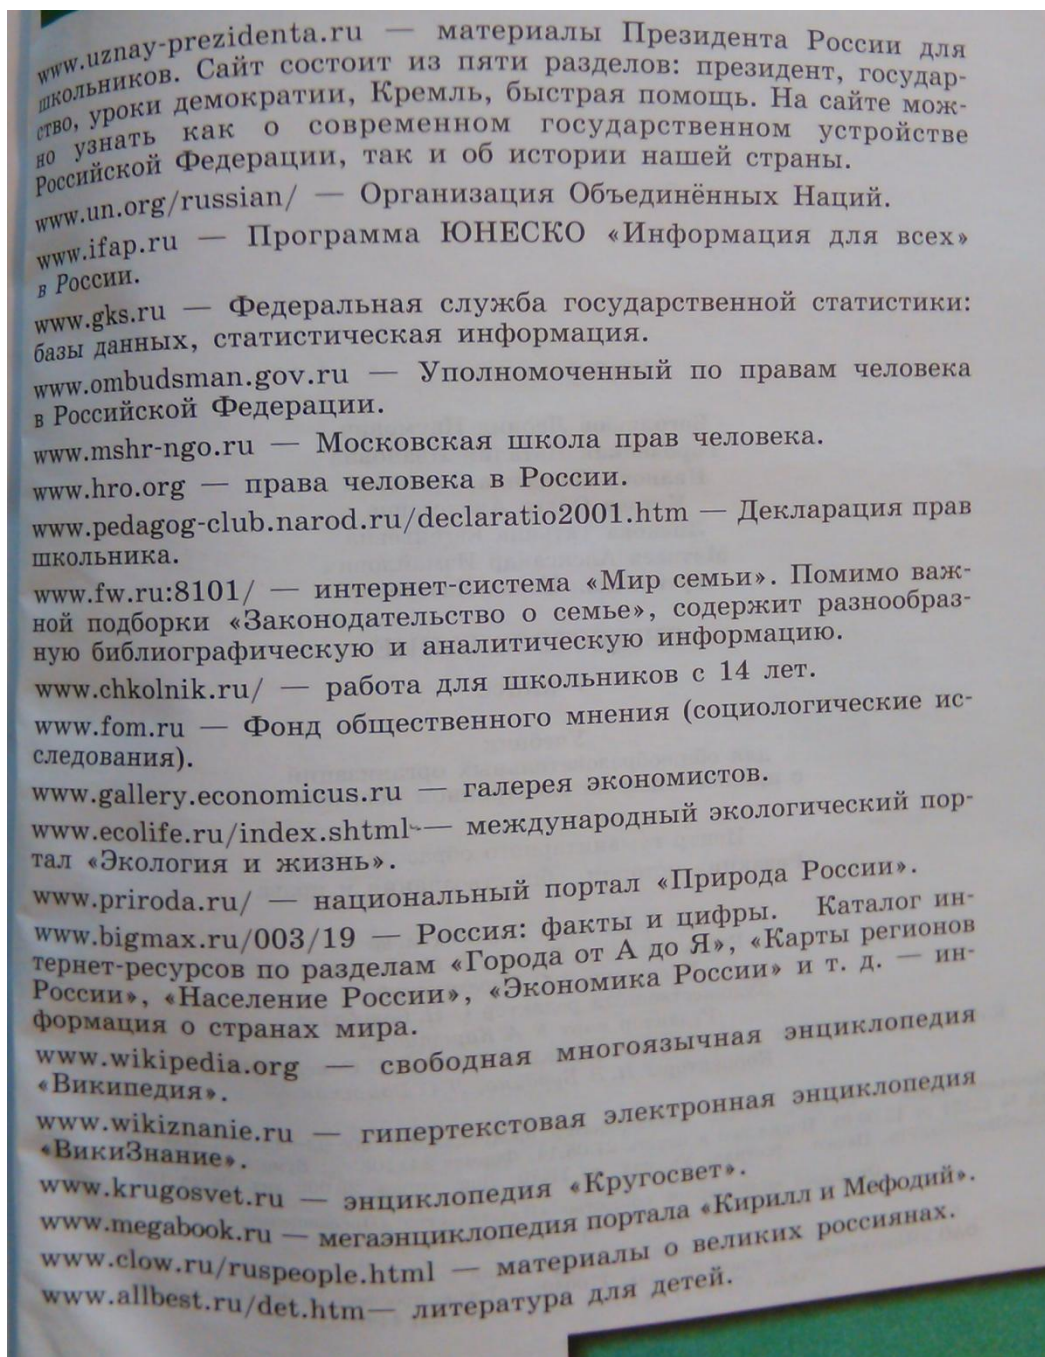 www.uznay-prezidenta.ru — материалы Президента России для
школьников. Сайт состоит из пяти разделов: президент, государ-
ство, уроки демократии, Кремль, быстрая помощь. На сайте мож-
но узнать как о современном государственном устройстве
Российской Федерации, так и об истории нашей страны.
www.un.org/russian/ — Организация Объединённых Наций.
www.ifap.ru — Программа ЮНЕСКО «Информация для всех»
в России.
www.gks.ru — Федеральная служба государственной статистики:
базы данных, статистическая информация.
www.ombudsman.gov.ru — Уполномоченный по правам человека
в Российской Федерации.
www.mshr-ngo.ru — Московская школа прав человека.
www.hro.org — права человека в России.
www.pedagog-club.narod.ru/declaratio2001.htm — Декларация прав
школьника.
www.fw.ru:8101/ — интернет-система «Мир семьи». Помимо важ-
ной подборки «Законодательство о семье», содержит разнообраз-
ную библиографическую и аналитическую информацию.
www.chkolnik.ru/ — работа для школьников с 14 лет.
www.fom.ru — Фонд общественного мнения (социологические ис-
следования).
www.gallery.economicus.ru — галерея экономистов.
www.ecolife.ru/index.shtml — международный экологический пор-
тал «Экология и жизнь».
www.priroda.ru/ — национальный портал «Природа России».
www.bigmax.ru/003/19 — Россия: факты и цифры. Каталог ин-
тернет-ресурсов по разделам «Города от А до Я», «Карты регионов
России», «Население России», «Экономика России» и т. д. — ин-
формация о странах мира.
www.wikipedia.org — свободная многоязычная энциклопедия
«Википедия».
www.wikiznanie.ru — гипертекстовая электронная энциклопедия
«ВикиЗнание».
www.krugosvet.ru — энциклопедия «Кругосвет».
www.megabook.ru — мегаэнциклопедия портала «Кирилл и Мефодий».
www.clow.ru/ruspeople.html — материалы о великих россиянах.
www.allbest.ru/det.htm— литература для детей.